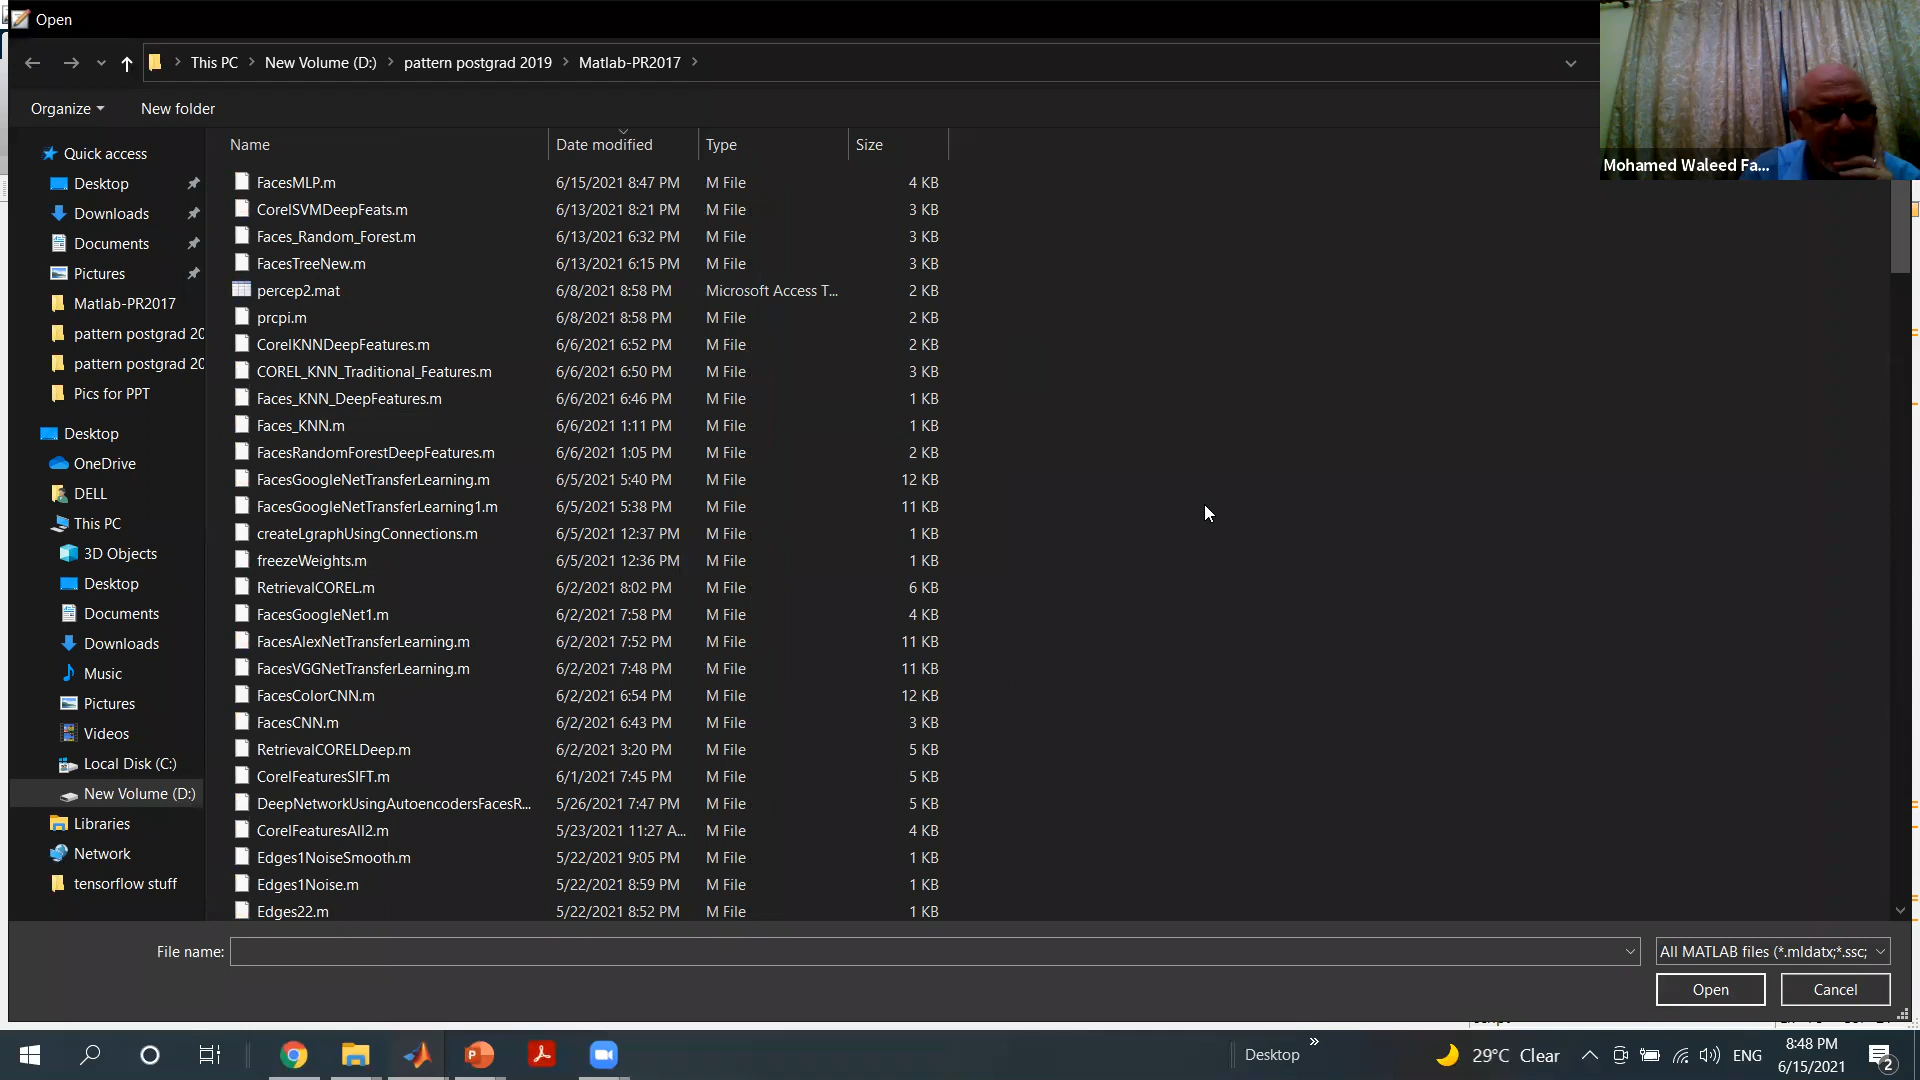 Open
This PC > New Volume (D:) > pattern postgrad 2019 > Matlab-PR2017 >
Mohamed Waleed Fa...
Organize
New folder
Quick access
Desktop
Downloads
Documents
Pictures
Matlab-PR2017
pattern postgrad 20
pattern postgrad 20
Pics for PPT
Desktop
OneDrive
DELL
This PC
3D Objects
Desktop
Documents
Downloads
Music
Pictures
Videos
Local Disk (C:)
New Volume (D:)
Libraries
Network
tensorflow stuff
Name Date modified Type Size
FacesMLP.m 6/15/2021 8:47 PM M File 4 KB
CorelSVMDeepFeats.m 6/13/2021 8:21 PM M File 3 KB
Faces_Random_Forest.m 6/13/2021 6:32 PM M File 3 KB
FacesTreeNew.m 6/13/2021 6:15 PM M File 3 KB
percep2.mat 6/8/2021 8:58 PM Microsoft Access T... 2 KB
prcpi.m 6/8/2021 8:58 PM M File 2 KB
CorelKNNDeepFeatures.m 6/6/2021 6:52 PM M File 2 KB
COREL_KNN_Traditional_Features.m 6/6/2021 6:50 PM M File 3 KB
Faces_KNN_DeepFeatures.m 6/6/2021 6:46 PM M File 1 KB
Faces_KNN.m 6/6/2021 1:11 PM M File 1 KB
FacesRandomForestDeepFeatures.m 6/6/2021 1:05 PM M File 2 KB
FacesGoogleNetTransferLearning.m 6/5/2021 5:40 PM M File 12 KB
FacesGoogleNetTransferLearning1.m 6/5/2021 5:38 PM M File 11 KB
createLgraphUsingConnections.m 6/5/2021 12:37 PM M File 1 KB
freezeWeights.m 6/5/2021 12:36 PM M File 1 KB
RetrievalCOREL.m 6/2/2021 8:02 PM M File 6 KB
FacesGoogleNet1.m 6/2/2021 7:58 PM M File 4 KB
FacesAlexNetTransferLearning.m 6/2/2021 7:52 PM M File 11 KB
FacesVGGNetTransferLearning.m 6/2/2021 7:48 PM M File 11 KB
FacesColorCNN.m 6/2/2021 6:54 PM M File 12 KB
FacesCNN.m 6/2/2021 6:43 PM M File 3 KB
RetrievalCORELDeep.m 6/2/2021 3:20 PM M File 5 KB
CorelFeaturesSIFT.m 6/1/2021 7:45 PM M File 5 KB
DeepNetworkUsingAutoencodersFacesR... 5/26/2021 7:47 PM M File 5 KB
CorelFeaturesAll2.m 5/23/2021 11:27 A... M File 4 KB
Edges1NoiseSmooth.m 5/22/2021 9:05 PM M File 1 KB
Edges1Noise.m 5/22/2021 8:59 PM M File 1 KB
Edges22.m 5/22/2021 8:52 PM M File 1 KB
File name:
All MATLAB files (*.mldatx;*.ssc;
Open
Cancel
Desktop
29°C Clear
ENG
8:48 PM
6/15/2021
2